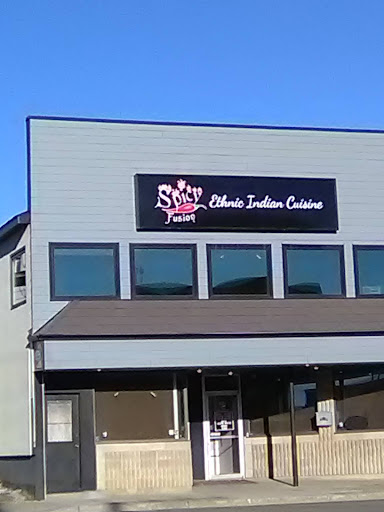 Spicy
Fusion
Ethnic Indian Cuisine